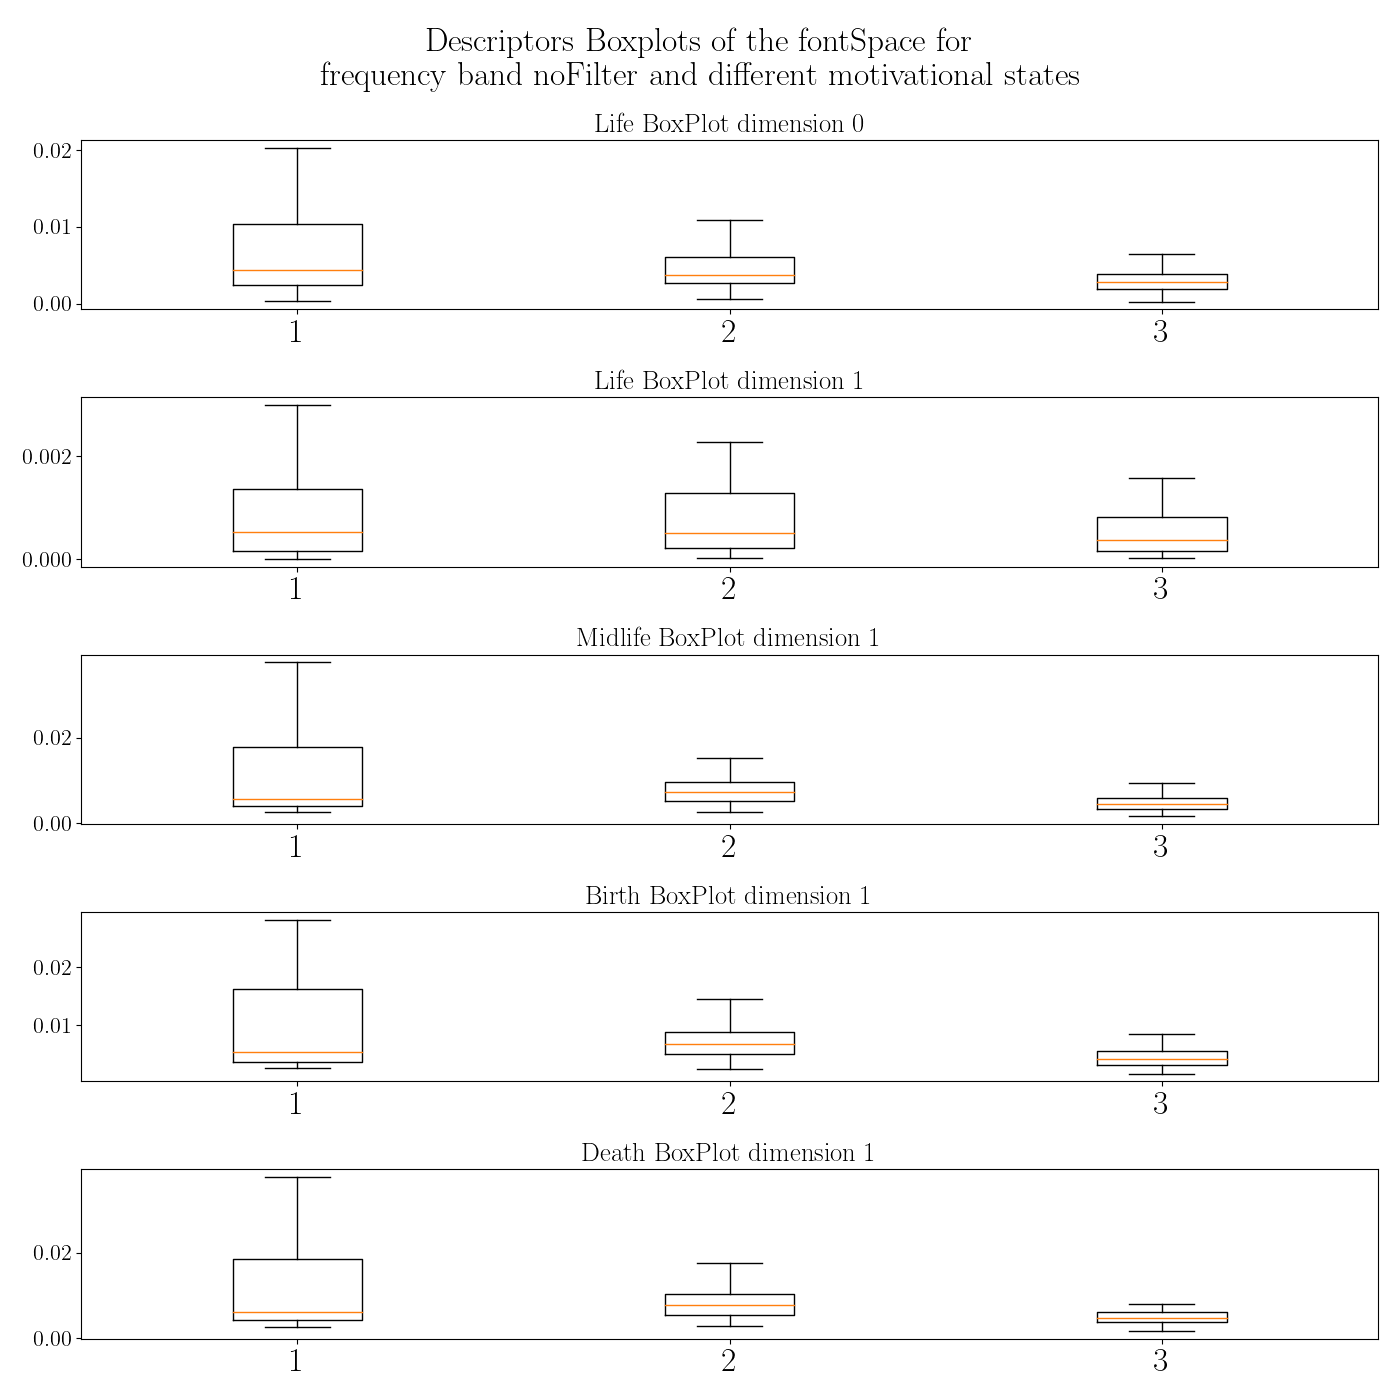 Descriptors Boxplots of the fontSpace for
frequency band noFilter and different motivational states
Life BoxPlot dimension 0
0.02
0.01
0.00
1 2 3
Life BoxPlot dimension 1
0.002
0.000
1 2 3
Midlife BoxPlot dimension 1
0.02
0.00
1 2 3
Birth BoxPlot dimension 1
0.02
0.01
1 2 3
Death BoxPlot dimension 1
0.02
0.00
1 2 3